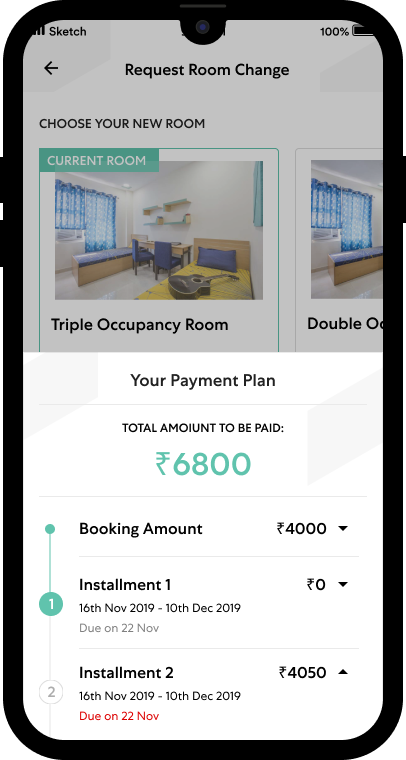 Sketch
100%
Request Room Change
CHOOSE YOUR NEW ROOM
CURRENT ROOM
Triple Occupancy Room
Double Oc
Your Payment Plan
TOTAL AMOIUNT TO BE PAID:
₹6800
Booking Amount ₹4000
Installment 1 ₹0
1
16th Nov 2019 - 10th Dec 2019
Due on 22 Nov
Installment 2 ₹4050
2
16th Nov 2019 - 10th Dec 2019
Due on 22 Nov